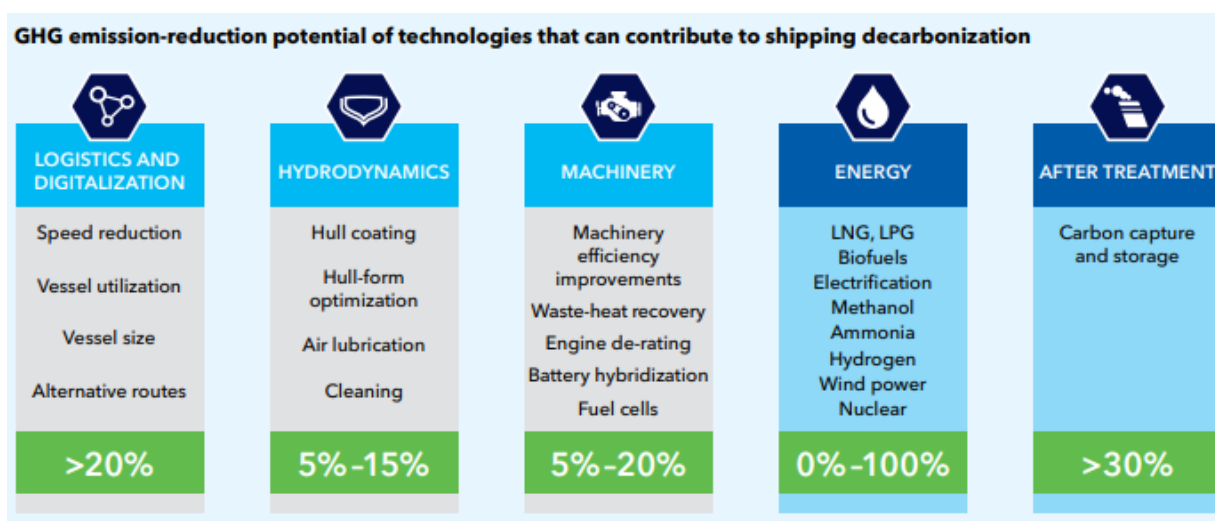 GHG emission-reduction potential of technologies that can contribute to shipping decarbonization
LOGISTICS AND
DIGITALIZATION
Speed reduction
Vessel utilization
Vessel size
Alternative routes
>20%
HYDRODYNAMICS
Hull coating
Hull-form
optimization
Air lubrication
Cleaning
5%–15%
MACHINERY
Machinery
efficiency
improvements
Waste-heat recovery
Engine de-rating
Battery hybridization
Fuel cells
5%–20%
ENERGY
LNG, LPG
Biofuels
Electrification
Methanol
Ammonia
Hydrogen
Wind power
Nuclear
0%–100%
AFTER TREATMENT
Carbon capture
and storage
>30%